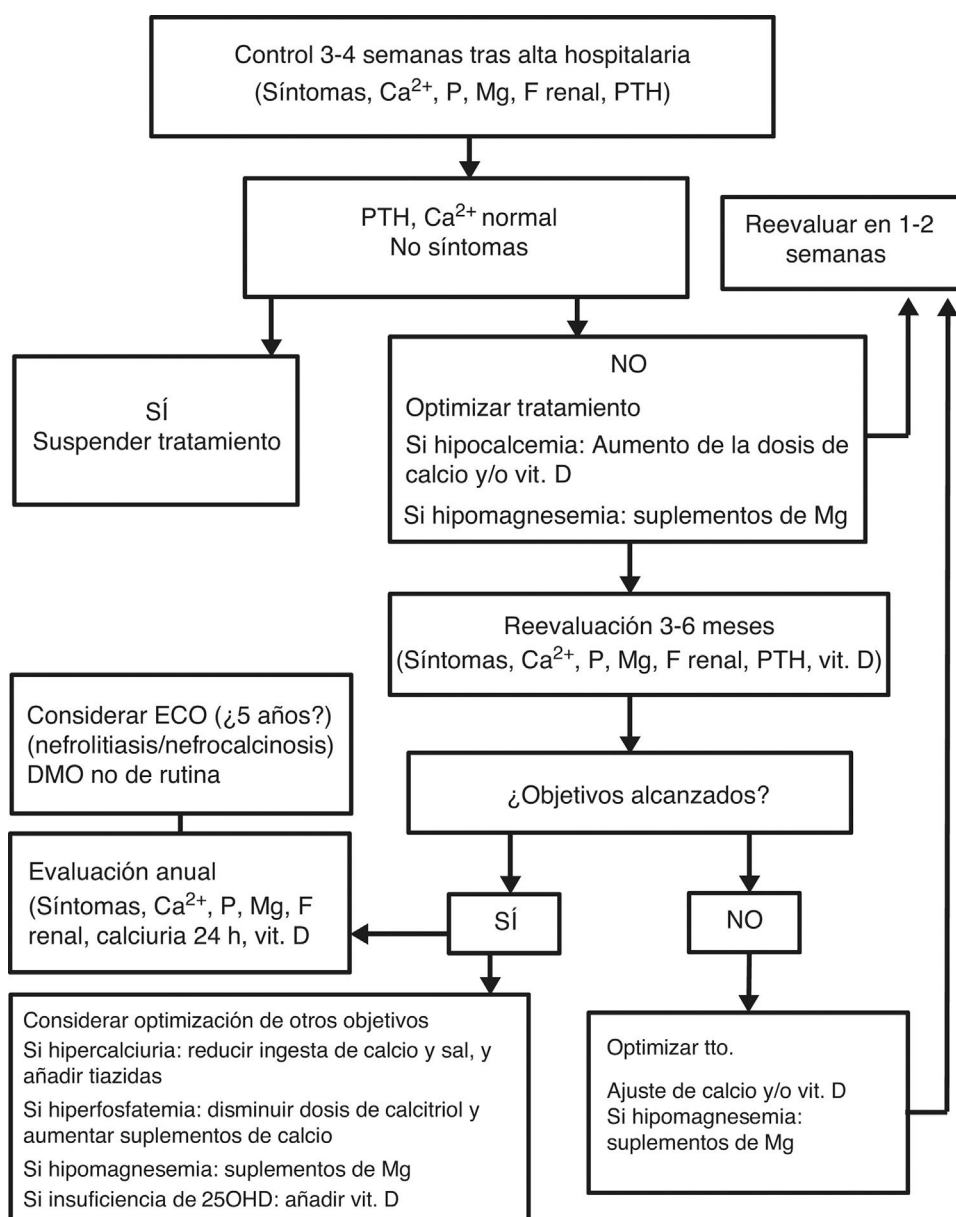 Control 3-4 semanas tras alta hospitalaria
(Síntomas, Ca²⁺, P, Mg, F renal, PTH)
PTH, Ca²⁺ normal
No síntomas
Reevaluar en 1-2
semanas
SÍ
Suspender tratamiento
NO
Optimizar tratamiento
Si hipocalcemia: Aumento de la dosis de
calcio y/o vit. D
Si hipomagnesemia: suplementos de Mg
Reevaluación 3-6 meses
(Síntomas, Ca²⁺, P, Mg, F renal, PTH, vit. D)
Considerar ECO (¿5 años?)
(nefrolitiasis/nefrocalcinosis)
DMO no de rutina
¿Objetivos alcanzados?
Evaluación anual
(Síntomas, Ca²⁺, P, Mg, F
renal, calciuria 24 h, vit. D
SÍ
NO
Considerar optimización de otros objetivos
Si hipercalciuria: reducir ingesta de calcio y sal, y
añadir tiazidas
Si hiperfosfatemia: disminuir dosis de calcitriol y
aumentar suplementos de calcio
Si hipomagnesemia: suplementos de Mg
Si insuficiencia de 25OHD: añadir vit. D
Optimizar tto.
Ajuste de calcio y/o vit. D
Si hipomagnesemia:
suplementos de Mg